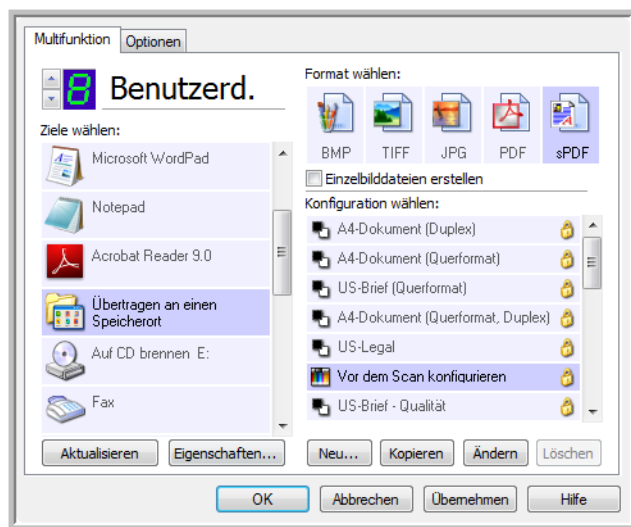 Multifunktion
Optionen
8
Benutzerd.
Ziele wählen:
Microsoft WordPad
Notepad
Acrobat Reader 9.0
Übertragen an einen
Speicherort
Auf CD brennen E:
Fax
Aktualisieren
Eigenschaften...
Format wählen:
BMP
TIFF
JPG
PDF
sPDF
Einzelbilddateien erstellen
Konfiguration wählen:
A4-Dokument (Duplex)
A4-Dokument (Querformat)
US-Brief (Querformat)
A4-Dokument (Querformat, Duplex)
US-Legal
Vor dem Scan konfigurieren
US-Brief - Qualität
Neu...
Kopieren
Ändern
Löschen
OK
Abbrechen
Übernehmen
Hilfe